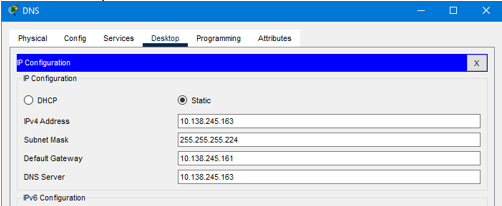 DNS
Physical Config Services Desktop Programming Attributes
IP Configuration X
IP Configuration
DHCP Static
IPv4 Address 10.138.245.163
Subnet Mask 255.255.255.224
Default Gateway 10.138.245.161
DNS Server 10.138.245.163
IPv6 Configuration